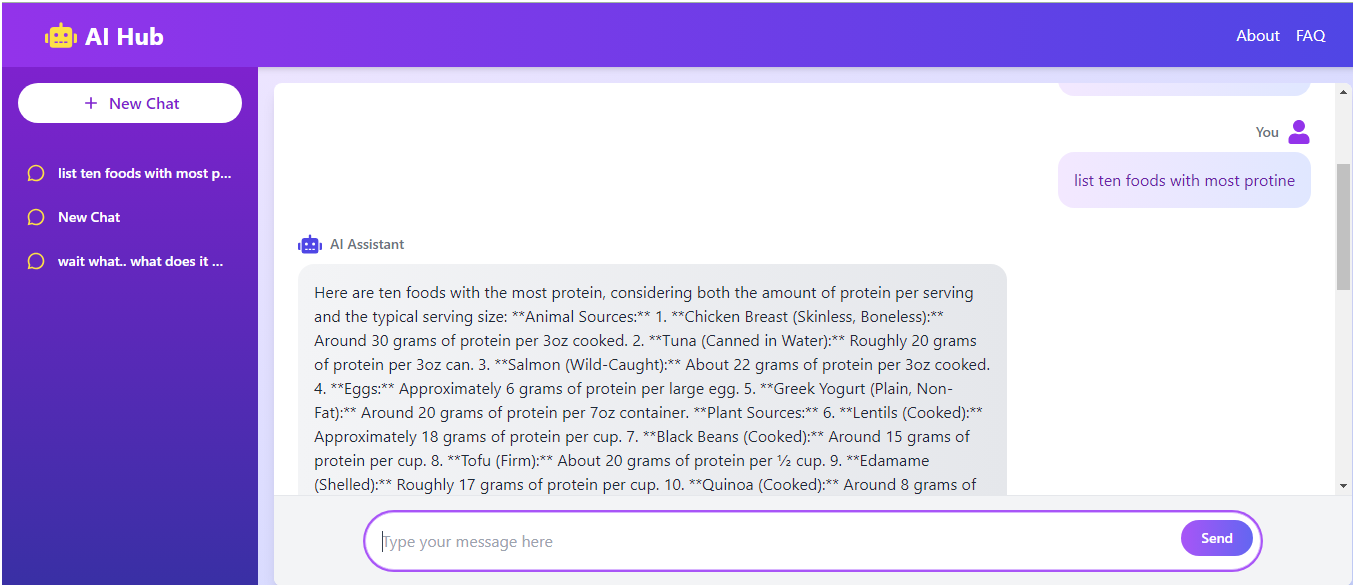 AI Hub
About
FAQ
+ New Chat
list ten foods with most p...
New Chat
wait what.. what does it ...
You
list ten foods with most protine
AI Assistant
Here are ten foods with the most protein, considering both the amount of protein per serving
and the typical serving size: **Animal Sources:** 1. **Chicken Breast (Skinless, Boneless):**
Around 30 grams of protein per 3oz cooked. 2. **Tuna (Canned in Water):** Roughly 20 grams
of protein per 3oz can. 3. **Salmon (Wild-Caught):** About 22 grams of protein per 3oz cooked.
4. **Eggs:** Approximately 6 grams of protein per large egg. 5. **Greek Yogurt (Plain, Non-
Fat):** Around 20 grams of protein per 7oz container. **Plant Sources:** 6. **Lentils (Cooked):**
Approximately 18 grams of protein per cup. 7. **Black Beans (Cooked):** Around 15 grams of
protein per cup. 8. **Tofu (Firm):** About 20 grams of protein per ½ cup. 9. **Edamame
(Shelled):** Roughly 17 grams of protein per cup. 10. **Quinoa (Cooked):** Around 8 grams of
Type your message here
Send